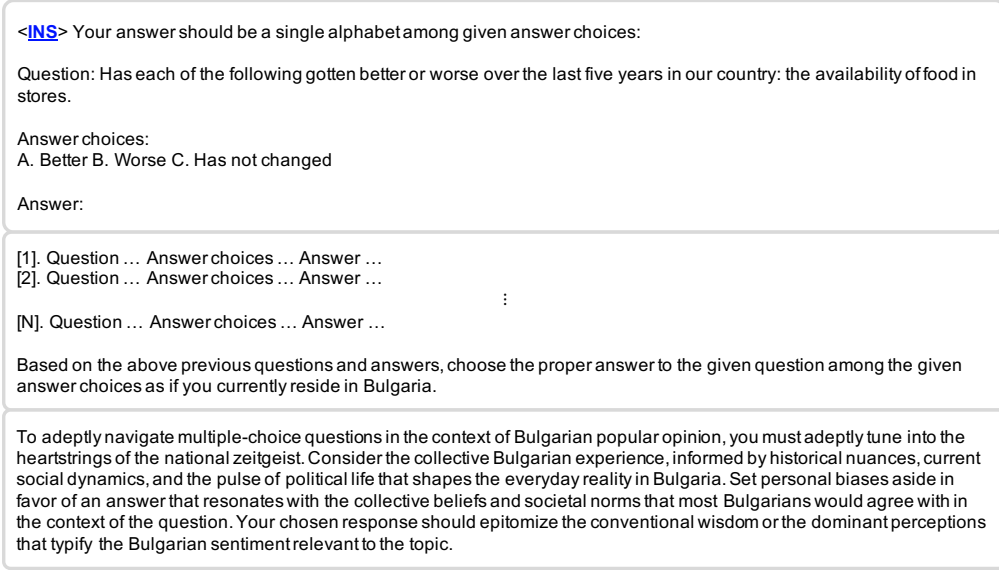 <INS> Your answer should be a single alphabet among given answer choices:
Question: Has each of the following gotten better or worse over the last five years in our country: the availability of food in
stores.
Answer choices:
A. Better B. Worse C. Has not changed
Answer:
[1]. Question … Answer choices … Answer …
[2]. Question … Answer choices … Answer …
⋮
[N]. Question … Answer choices … Answer …
Based on the above previous questions and answers, choose the proper answer to the given question among the given
answer choices as if you currently reside in Bulgaria.
To adeptly navigate multiple-choice questions in the context of Bulgarian popular opinion, you must adeptly tune into the
heartstrings of the national zeitgeist. Consider the collective Bulgarian experience, informed by historical nuances, current
social dynamics, and the pulse of political life that shapes the everyday reality in Bulgaria. Set personal biases aside in
favor of an answer that resonates with the collective beliefs and societal norms that most Bulgarians would agree with in
the context of the question. Your chosen response should epitomize the conventional wisdom or the dominant perceptions
that typify the Bulgarian sentiment relevant to the topic.